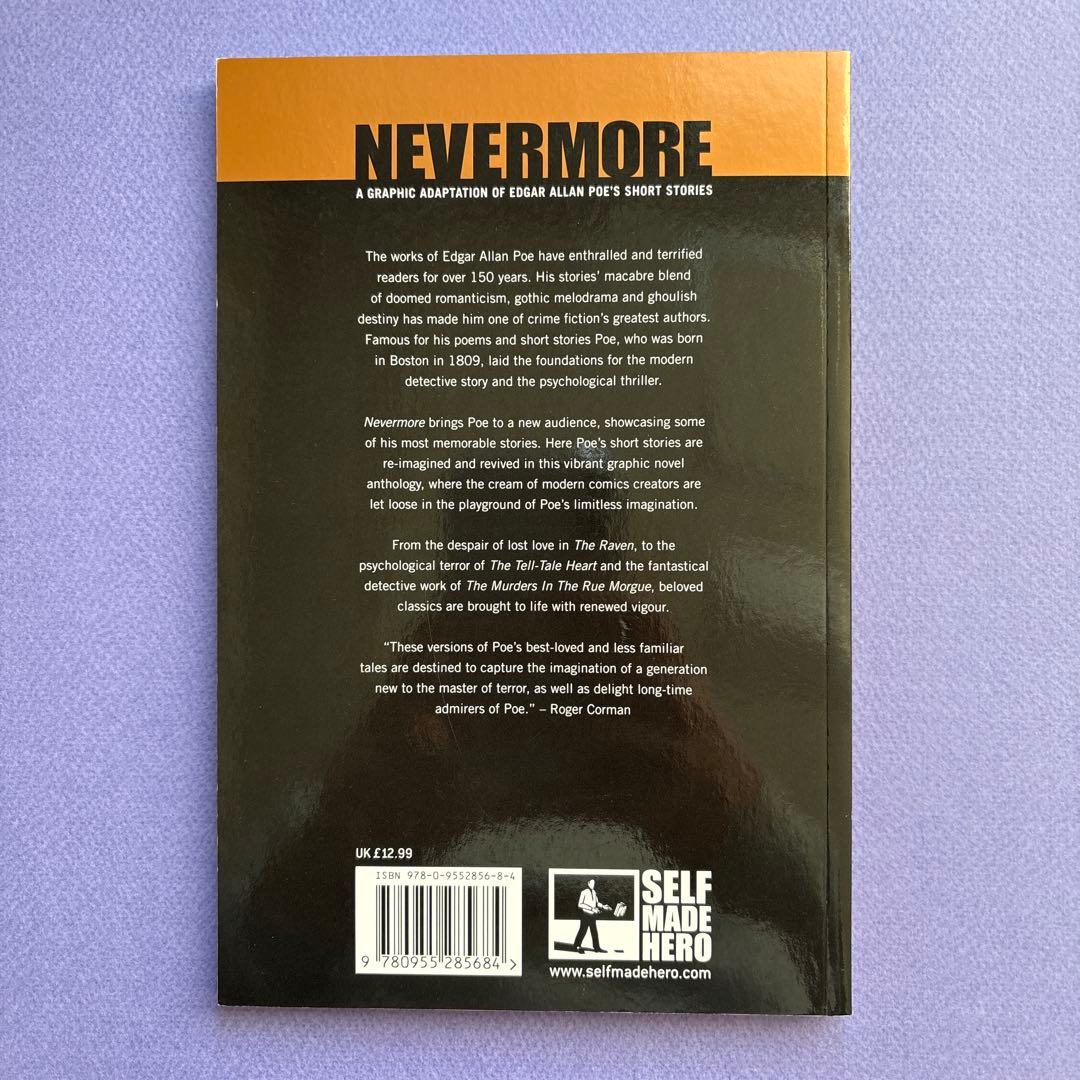 NEVERMORE
A GRAPHIC ADAPTATION OF EDGAR ALLAN POE'S SHORT STORIES
The works of Edgar Allan Poe have enthralled and terrified
readers for over 150 years. His stories' macabre blend
of doomed romanticism, gothic melodrama and ghoulish
destiny has made him one of crime fiction's greatest authors.
Famous for his poems and short stories Poe, who was born
in Boston in 1809, laid the foundations for the modern
detective story and the psychological thriller.
Nevermore brings Poe to a new audience, showcasing some
of his most memorable stories. Here Poe's short stories are
re-imagined and revived in this vibrant graphic novel
anthology, where the cream of modern comics creators are
let loose in the playground of Poe's limitless imagination.
From the despair of lost love in The Raven, to the
psychological terror of The Tell-Tale Heart and the fantastical
detective work of The Murders In The Rue Morgue, beloved
classics are brought to life with renewed vigour.
“These versions of Poe's best-loved and less familiar
tales are destined to capture the imagination of a generation
new to the master of terror, as well as delight long-time
admirers of Poe.” – Roger Corman
UK £12.99
ISBN 978-0-9552856-8-4
9 780955 285684 >
SELF
MADE
HERO
www.selfmadehero.com